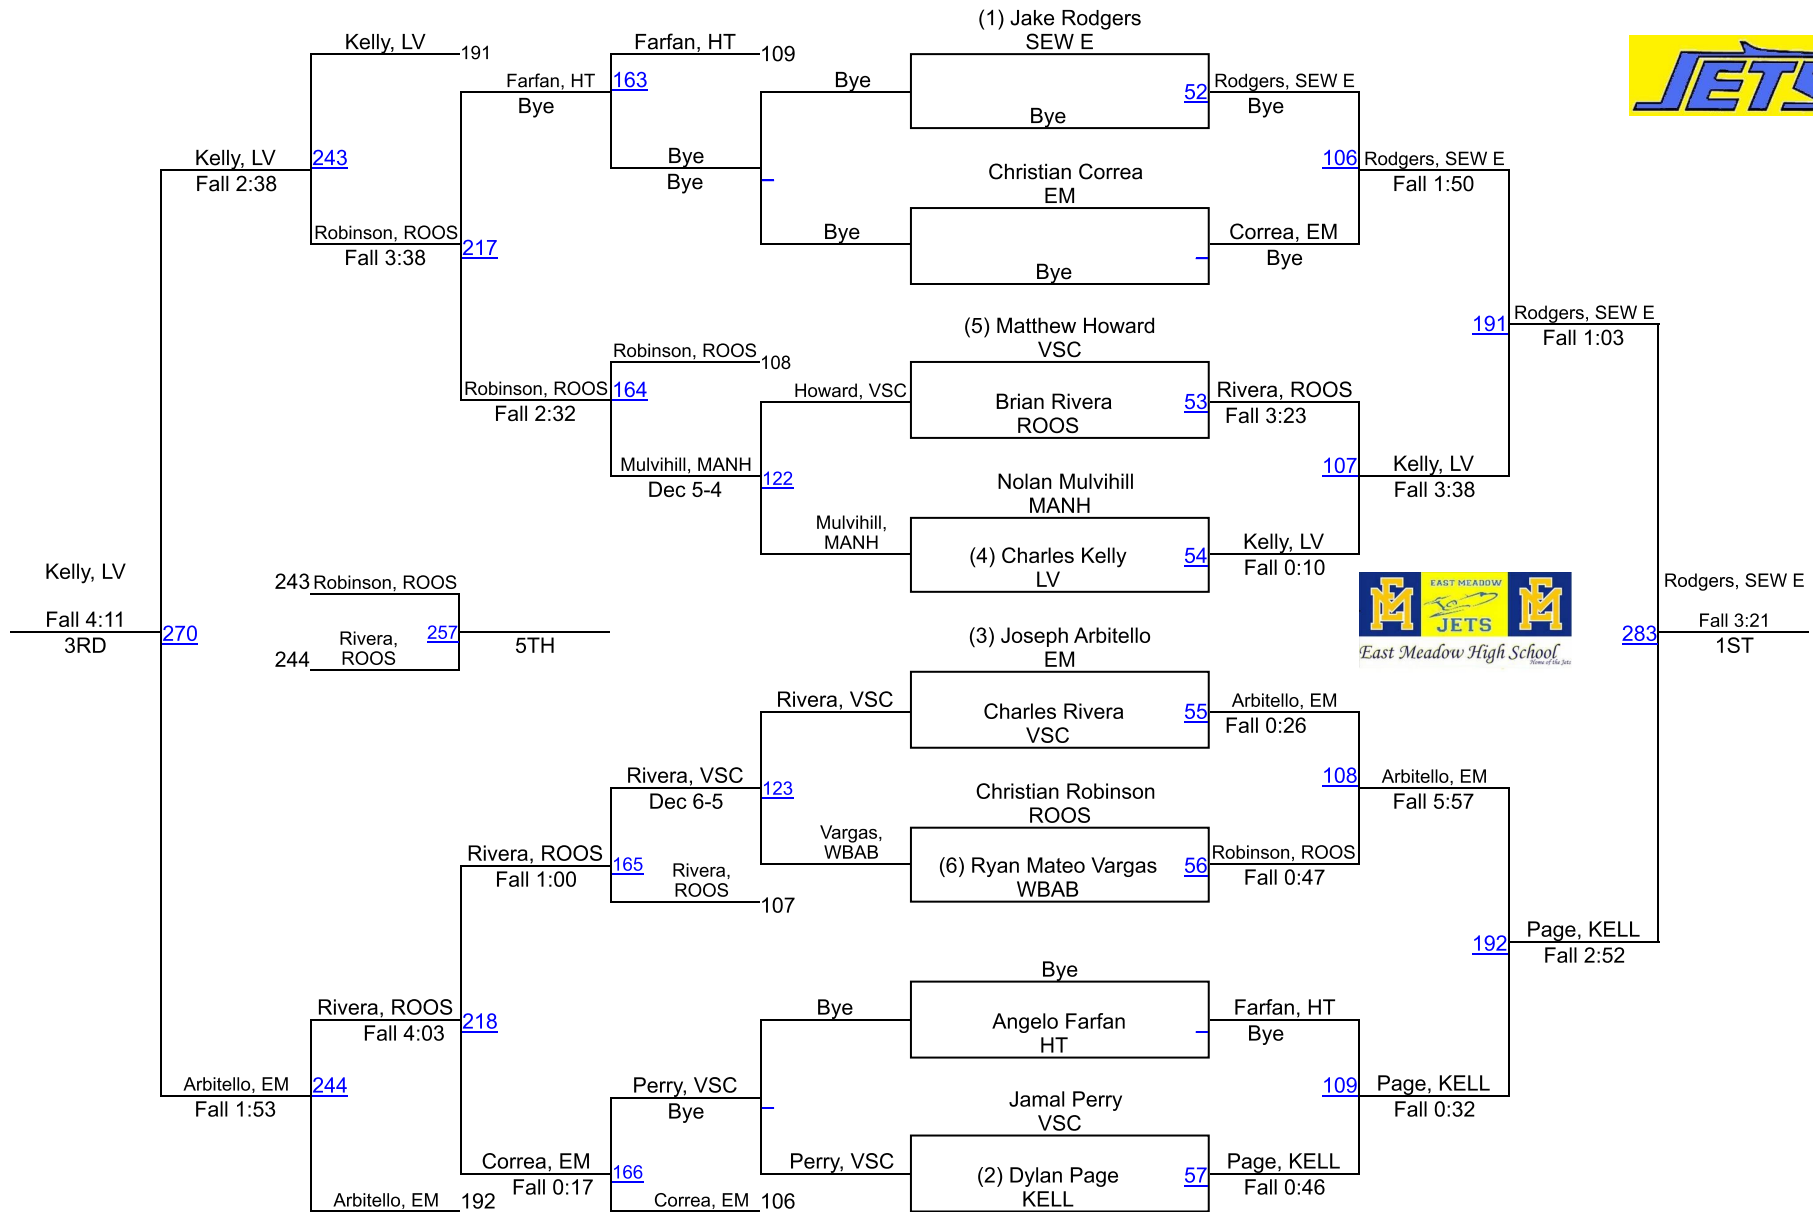 (1) Jake Rodgers
SEW E
JETS
Kelly, LV
191
Farfan, HT
109
Farfan, HT
163
Bye
Bye
52
Rodgers, SEW E
Bye
Bye
Bye
Kelly, LV
243
Fall 2:38
Bye
Bye
Christian Correa
EM
106
Rodgers, SEW E
Fall 1:50
Robinson, ROOS
217
Fall 3:38
Bye
Bye
Correa, EM
Bye
(5) Matthew Howard
VSC
191
Rodgers, SEW E
Fall 1:03
Robinson, ROOS
108
Robinson, ROOS
164
Fall 2:32
Howard, VSC
Brian Rivera
ROOS
53
Rivera, ROOS
Fall 3:23
Mulvihill, MANH
Dec 5-4
122
Nolan Mulvihill
MANH
107
Kelly, LV
Fall 3:38
Mulvihill,
MANH
(4) Charles Kelly
LV
54
Kelly, LV
Fall 0:10
Kelly, LV
Fall 4:11
3RD
270
243
Robinson, ROOS
Rivera,
ROOS
244
257
5TH
EAST MEADOW
JETS
East Meadow High School
Home of the Jets
Rodgers, SEW E
Fall 3:21
283
1ST
(3) Joseph Arbitello
EM
Rivera, VSC
Charles Rivera
VSC
55
Arbitello, EM
Fall 0:26
Rivera, VSC
Dec 6-5
123
Christian Robinson
ROOS
108
Arbitello, EM
Fall 5:57
Vargas,
WBAB
(6) Ryan Mateo Vargas
WBAB
56
Robinson, ROOS
Fall 0:47
Rivera, ROOS
Fall 1:00
165
Rivera,
ROOS
107
192
Page, KELL
Fall 2:52
Bye
Bye
Angelo Farfan
HT
Farfan, HT
Bye
Rivera, ROOS
Fall 4:03
218
Arbitello, EM
244
Fall 1:53
Perry, VSC
Bye
Jamal Perry
VSC
109
Page, KELL
Fall 0:32
Correa, EM
Fall 0:17
166
Perry, VSC
(2) Dylan Page
KELL
57
Page, KELL
Fall 0:46
Arbitello, EM
192
Correa, EM
106